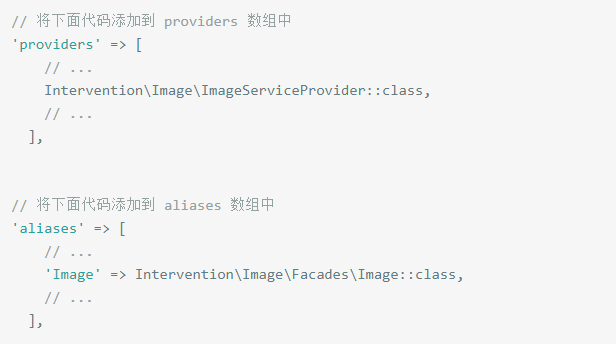 // 将下面代码添加到 providers 数组中
'providers' => [
    // ...
    Intervention\Image\ImageServiceProvider::class,
    // ...
  ],
// 将下面代码添加到 aliases 数组中
'aliases' => [
    // ...
    'Image' => Intervention\Image\Facades\Image::class,
    // ...
  ],